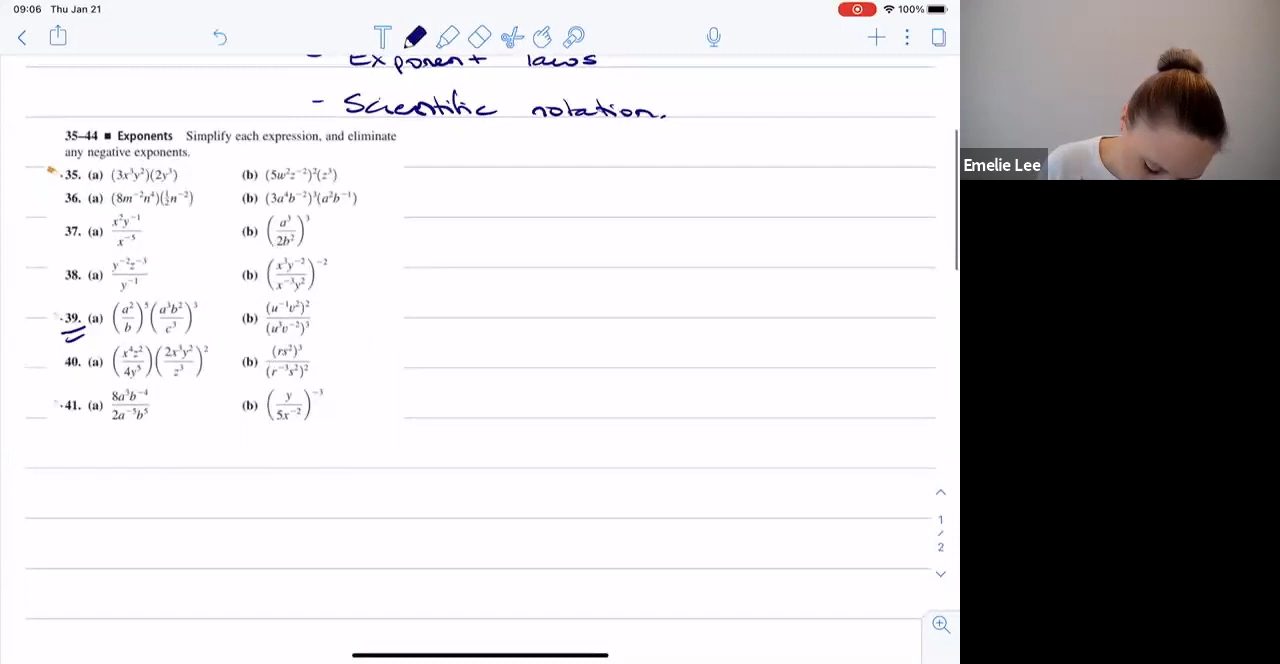 09:06 Thu Jan 21
100%
- Exponent laws
- Scientific notation.
35–44 ■ Exponents Simplify each expression, and eliminate
any negative exponents.
35. (a) (3x³y²)(2y³) (b) (5w²z⁻²)²(z³)
36. (a) (8m⁻²n⁴)(½n⁻²) (b) (3a⁴b⁻²)³(a²b⁻¹)
37. (a) x²y⁻¹ / x⁻⁵ (b) (a³ / 2b²)³
38. (a) y⁻²z⁻³ / y⁻¹ (b) (x³y⁻² / x⁻³y²)⁻²
39. (a) (a² / b)⁵ (a³b² / c³)³ (b) (u⁻¹v²)² / (u³v⁻²)³
40. (a) (x⁴z² / 4y⁵)(2x³y² / z³)² (b) (rs²)³ / (r⁻³s²)²
41. (a) 8a³b⁻⁴ / 2a⁻⁵b⁵ (b) (y / 5x⁻²)⁻³
1
/
2
Emelie Lee